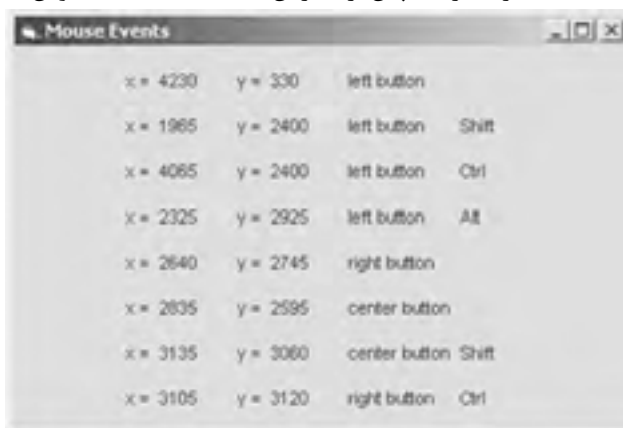 Mouse Events
x = 4230 y = 330 left button
x = 1965 y = 2400 left button Shift
x = 4065 y = 2400 left button Ctrl
x = 2325 y = 2925 left button Alt
x = 2640 y = 2745 right button
x = 2835 y = 2595 center button
x = 3135 y = 3060 center button Shift
x = 3105 y = 3120 right button Ctrl